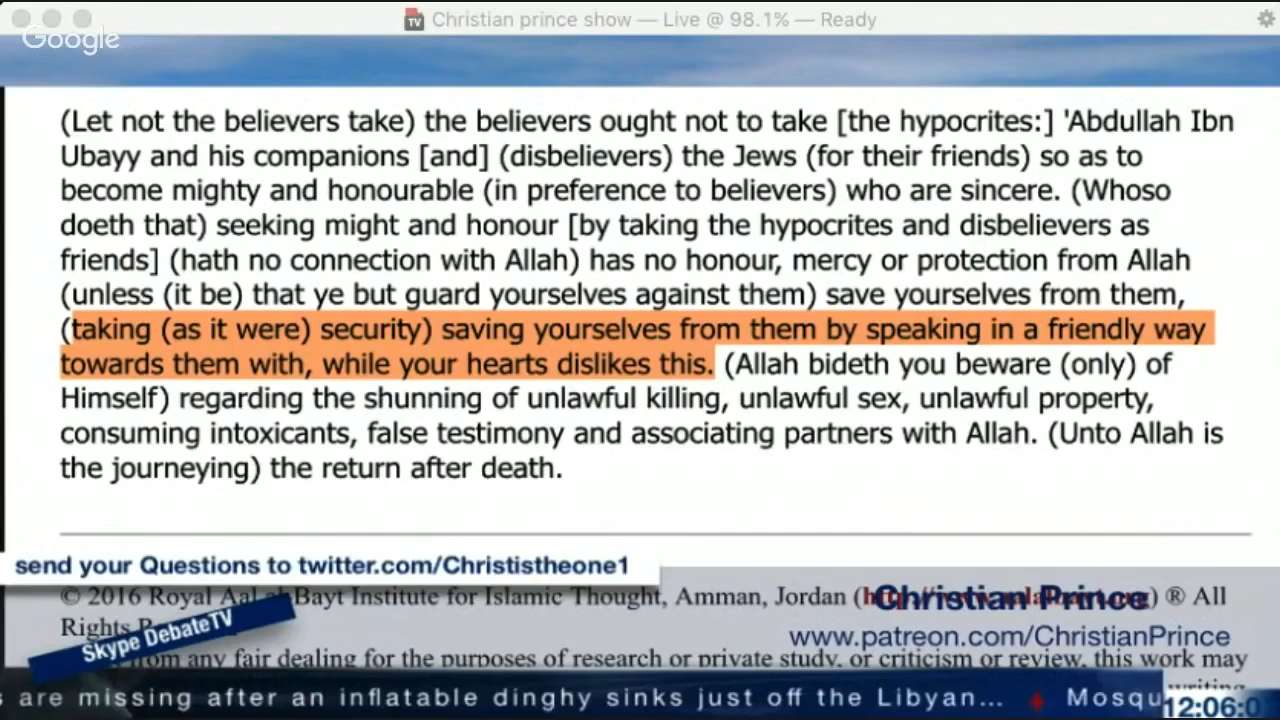 Christian prince show — Live @ 98.1% — Ready
Google
(Let not the believers take) the believers ought not to take [the hypocrites:] 'Abdullah Ibn
Ubayy and his companions [and] (disbelievers) the Jews (for their friends) so as to
become mighty and honourable (in preference to believers) who are sincere. (Whoso
doeth that) seeking might and honour [by taking the hypocrites and disbelievers as
friends] (hath no connection with Allah) has no honour, mercy or protection from Allah
(unless (it be) that ye but guard yourselves against them) save yourselves from them,
(taking (as it were) security) saving yourselves from them by speaking in a friendly way
towards them with, while your hearts dislikes this. (Allah bideth you beware (only) of
Himself) regarding the shunning of unlawful killing, unlawful sex, unlawful property,
consuming intoxicants, false testimony and associating partners with Allah. (Unto Allah is
the journeying) the return after death.
send your Questions to twitter.com/Christistheone1
© 2016 Royal Aal al-Bayt Institute for Islamic Thought, Amman, Jordan ( ) ® All
Christian Prince
Rights
Skype DebateTV
www.patreon.com/ChristianPrince
from any fair dealing for the purposes of research or private study, or criticism or review, this work may
writing
s are missing after an inflatable dinghy sinks just off the Libyan... Mosqu
12:06:0